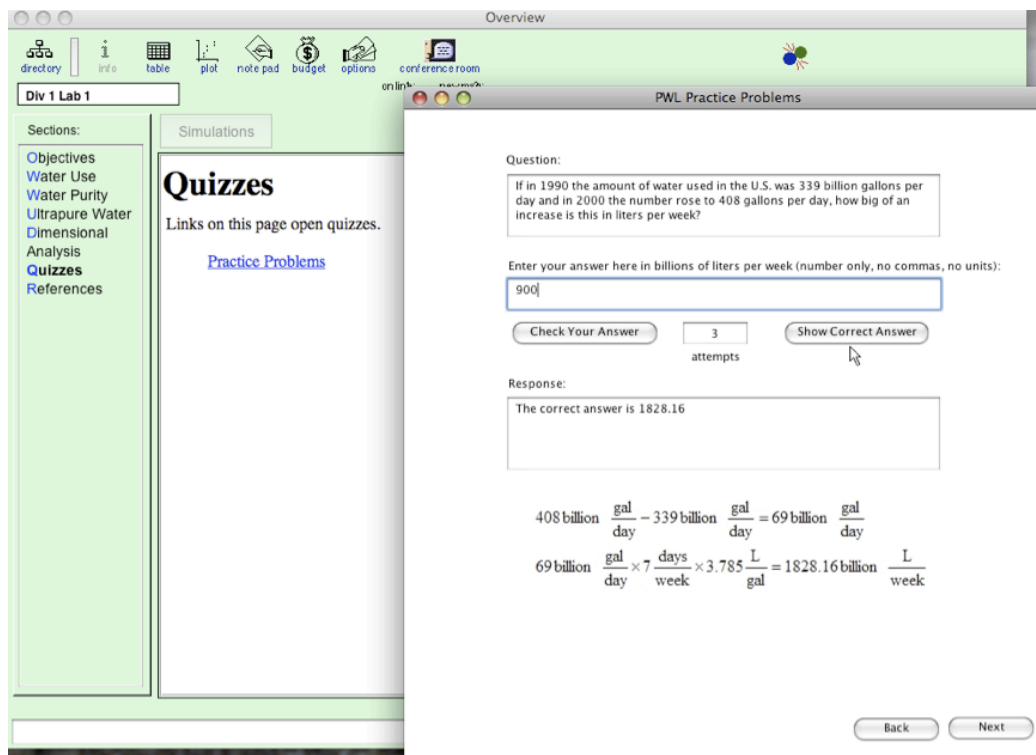 Overview
directory
info
table
plot
note pad
budget
options
conference room
Div 1 Lab 1
PWL Practice Problems
Sections:
Objectives
Water Use
Water Purity
Ultrapure Water
Dimensional
Analysis
Quizzes
References
Simulations
Quizzes
Links on this page open quizzes.
Practice Problems
Question:
If in 1990 the amount of water used in the U.S. was 339 billion gallons per
day and in 2000 the number rose to 408 gallons per day, how big of an
increase is this in liters per week?
Enter your answer here in billions of liters per week (number only, no commas, no units):
900
Check Your Answer
3
Show Correct Answer
attempts
Response:
The correct answer is 1828.16
408 billion gal/day − 339 billion gal/day = 69 billion gal/day
69 billion gal/day × 7 days/week × 3.785 L/gal = 1828.16 billion L/week
Back
Next